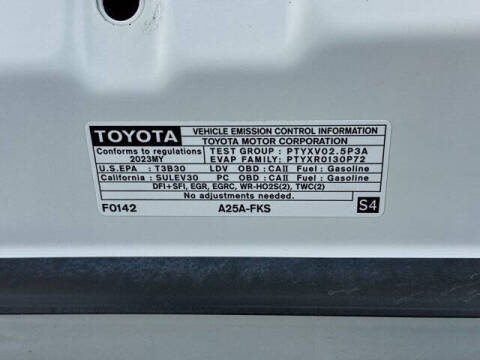 TOYOTA VEHICLE EMISSION CONTROL INFORMATION
TOYOTA MOTOR CORPORATION
Conforms to regulations TEST GROUP : PTYXV02.5P3A
2023MY EVAP FAMILY: PTYXR0130P72
U.S.EPA : T3B30 LDV OBD : CAII Fuel : Gasoline
California : SULEV30 PC OBD : CAII Fuel : Gasoline
DFI+SFI, EGR, EGRC, WR-HO2S(2), TWC(2)
No adjustments needed.
F0142 A25A-FKS S4